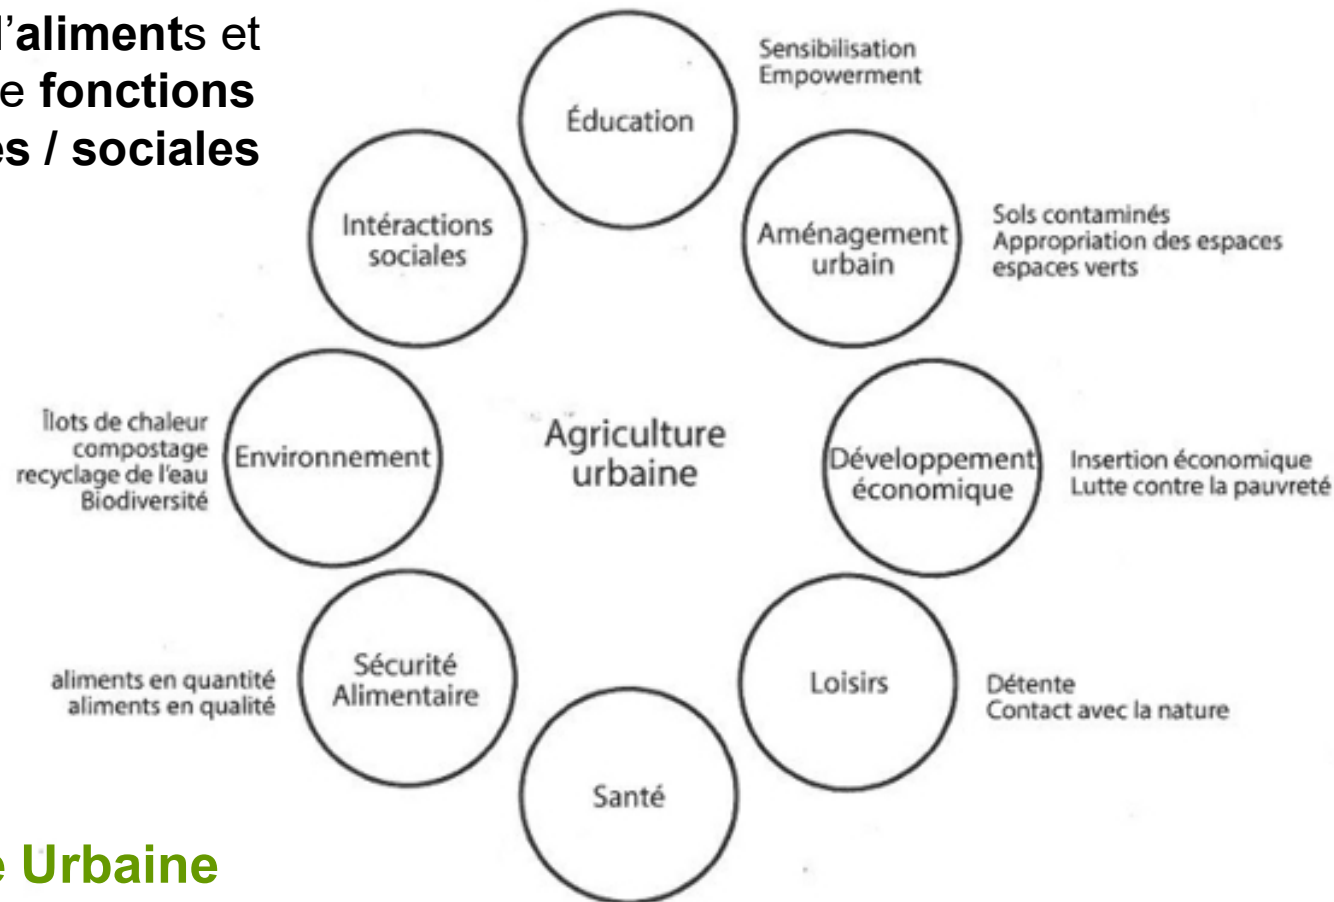 l'aliments et
e fonctions
es / sociales
Éducation
Sensibilisation
Empowerment
Intéractions
sociales
Aménagement
urbain
Sols contaminés
Appropriation des espaces
espaces verts
Îlots de chaleur
compostage
recyclage de l'eau
Biodiversité
Environnement
Agriculture
urbaine
Développement
économique
Insertion économique
Lutte contre la pauvreté
aliments en quantité
aliments en qualité
Sécurité
Alimentaire
Loisirs
Détente
Contact avec la nature
Santé
e Urbaine